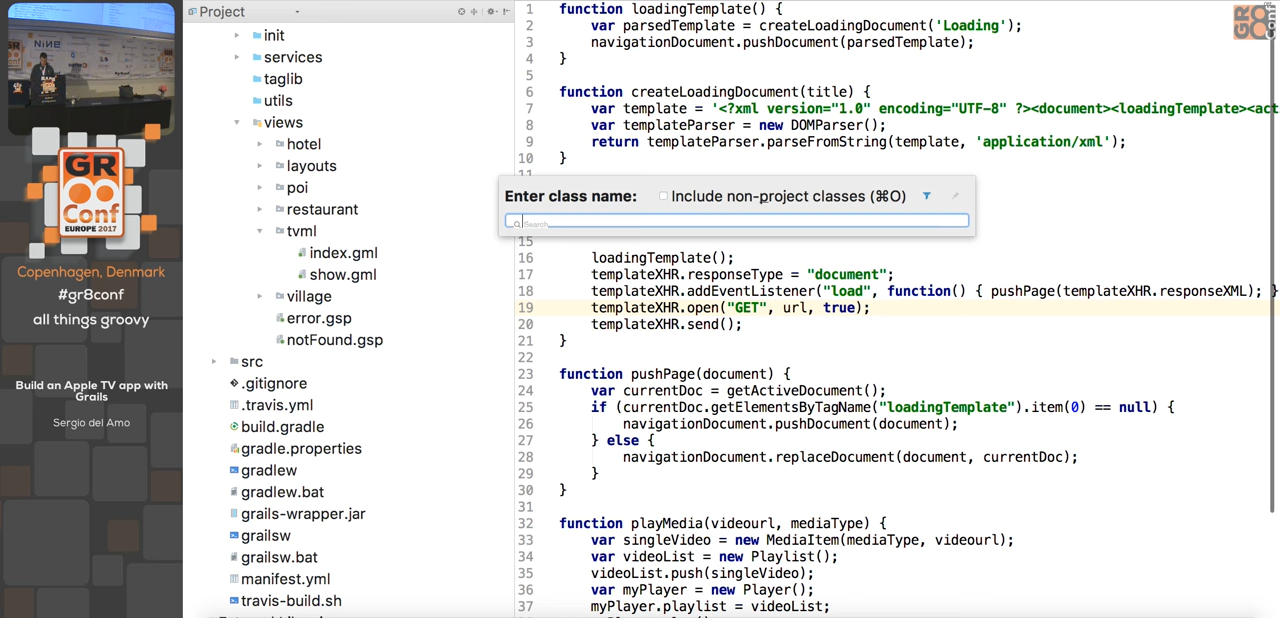 GR
Conf
EUROPE 2017
Copenhagen, Denmark
#gr8conf
all things groovy
Build an Apple TV app with
Grails
Sergio del Amo
Project
init
services
taglib
utils
views
hotel
layouts
poi
restaurant
tvml
index.gml
show.gml
village
error.gsp
notFound.gsp
src
.gitignore
.travis.yml
build.gradle
gradle.properties
gradlew
gradlew.bat
grails-wrapper.jar
grailsw
grailsw.bat
manifest.yml
travis-build.sh
1 function loadingTemplate() {
2 var parsedTemplate = createLoadingDocument('Loading');
3 navigationDocument.pushDocument(parsedTemplate);
4 }
5
6 function createLoadingDocument(title) {
7 var template = '<?xml version="1.0" encoding="UTF-8" ?><document><loadingTemplate><act
8 var templateParser = new DOMParser();
9 return templateParser.parseFromString(template, 'application/xml');
10 }
11
Enter class name: Include non-project classes (⌘O)
Search
15
16 loadingTemplate();
17 templateXHR.responseType = "document";
18 templateXHR.addEventListener("load", function() { pushPage(templateXHR.responseXML); }
19 templateXHR.open("GET", url, true);
20 templateXHR.send();
21 }
22
23 function pushPage(document) {
24 var currentDoc = getActiveDocument();
25 if (currentDoc.getElementsByTagName("loadingTemplate").item(0) == null) {
26 navigationDocument.pushDocument(document);
27 } else {
28 navigationDocument.replaceDocument(document, currentDoc);
29 }
30 }
31
32 function playMedia(videourl, mediaType) {
33 var singleVideo = new MediaItem(mediaType, videourl);
34 var videoList = new Playlist();
35 videoList.push(singleVideo);
36 var myPlayer = new Player();
37 myPlayer.playlist = videoList;